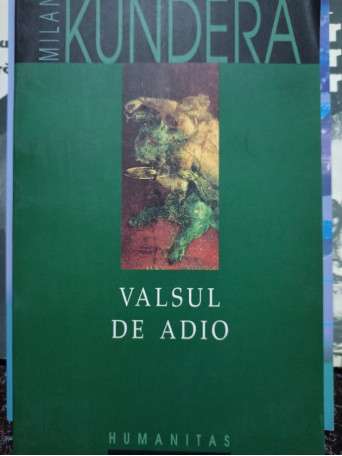 MILAN
KUNDERA
VALSUL
DE ADIO
HUMANITAS